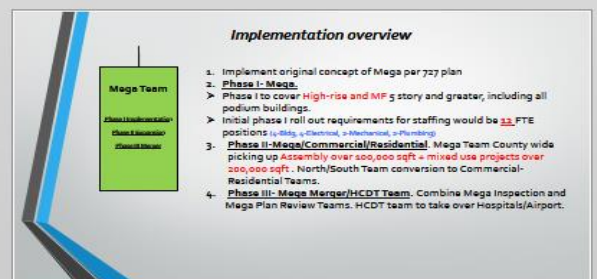 Implementation overview
Mega Team
Phase I Implementation
Phase II Expansion
Phase III Merger
1. Implement original concept of Mega per 727 plan
2. Phase I- Mega.
➤ Phase I to cover High-rise and MF 5 story and greater, including all
podium buildings.
➤ Initial phase I roll out requirements for staffing would be 12 FTE
positions (4-Bldg, 4-Electrical, 2-Mechanical, 2-Plumbing)
3. Phase II-Mega/Commercial/Residential. Mega Team County wide
picking up Assembly over 100,000 sqft + mixed use projects over
200,000 sqft . North/South Team conversion to Commercial-
Residential Teams.
4. Phase III- Mega Merger/HCDT Team. Combine Mega Inspection and
Mega Plan Review Teams. HCDT team to take over Hospitals/Airport.